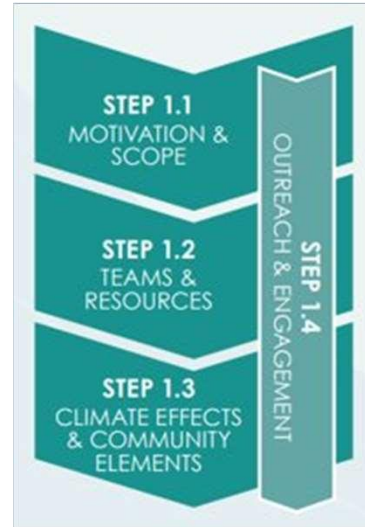 STEP 1.1
MOTIVATION &
SCOPE
STEP 1.2
TEAMS &
RESOURCES
STEP 1.3
CLIMATE EFFECTS
& COMMUNITY
ELEMENTS
STEP 1.4
OUTREACH & ENGAGEMENT